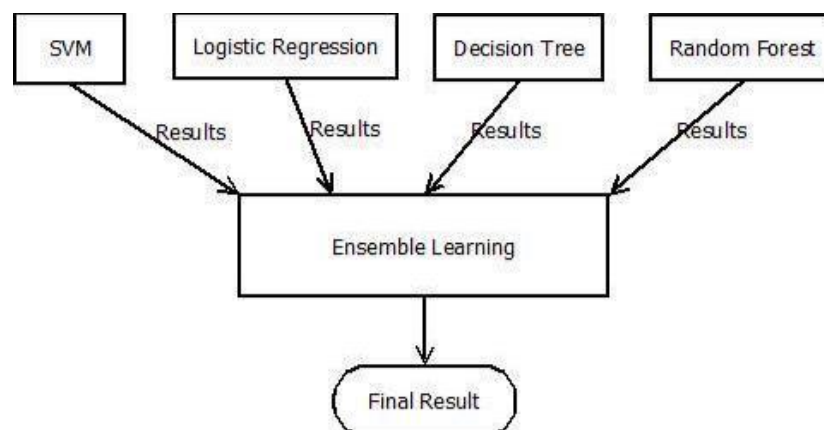 SVM
Logistic Regression
Decision Tree
Random Forest
Results
Results
Results
Results
Ensemble Learning
Final Result